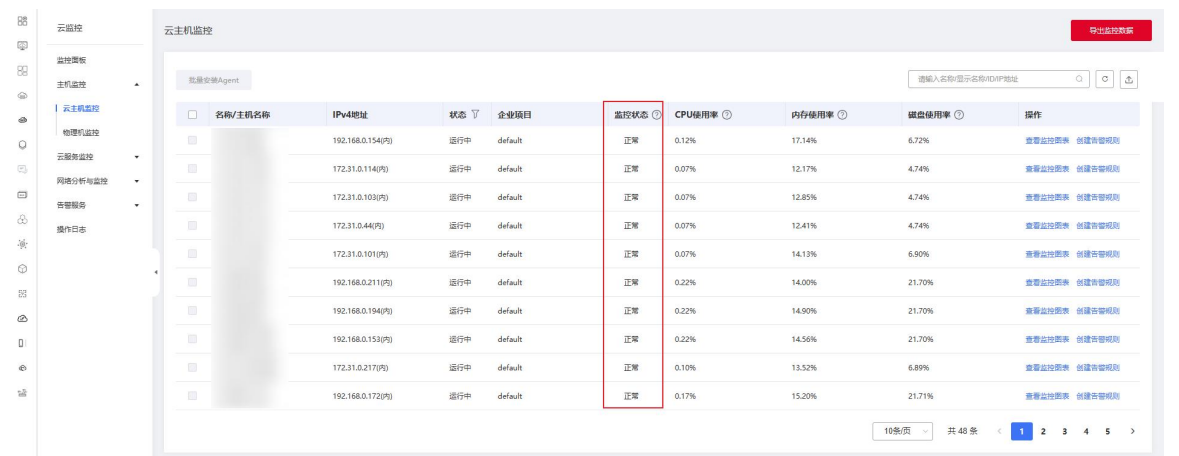 云监控
云主机监控
导出监控数据
监控面板
主机监控
云主机监控
物理机监控
云服务监控
网络分析与监控
告警服务
操作日志
批量安装Agent
请输入名称/显示名称/ID/IP地址
名称/主机名称 IPv4地址 状态 企业项目 监控状态 CPU使用率 内存使用率 磁盘使用率 操作
192.168.0.154(内) 运行中 default 正常 0.12% 17.14% 6.72% 查看监控图表 创建告警规则
172.31.0.114(内) 运行中 default 正常 0.07% 12.17% 4.74% 查看监控图表 创建告警规则
172.31.0.103(内) 运行中 default 正常 0.07% 12.85% 4.74% 查看监控图表 创建告警规则
172.31.0.44(内) 运行中 default 正常 0.07% 12.41% 4.74% 查看监控图表 创建告警规则
172.31.0.101(内) 运行中 default 正常 0.07% 14.13% 6.90% 查看监控图表 创建告警规则
192.168.0.211(内) 运行中 default 正常 0.22% 14.00% 21.70% 查看监控图表 创建告警规则
192.168.0.194(内) 运行中 default 正常 0.22% 14.90% 21.70% 查看监控图表 创建告警规则
192.168.0.153(内) 运行中 default 正常 0.22% 14.56% 21.70% 查看监控图表 创建告警规则
172.31.0.217(内) 运行中 default 正常 0.10% 13.52% 6.89% 查看监控图表 创建告警规则
192.168.0.172(内) 运行中 default 正常 0.17% 15.20% 21.71% 查看监控图表 创建告警规则
10条/页 共 48 条 1 2 3 4 5